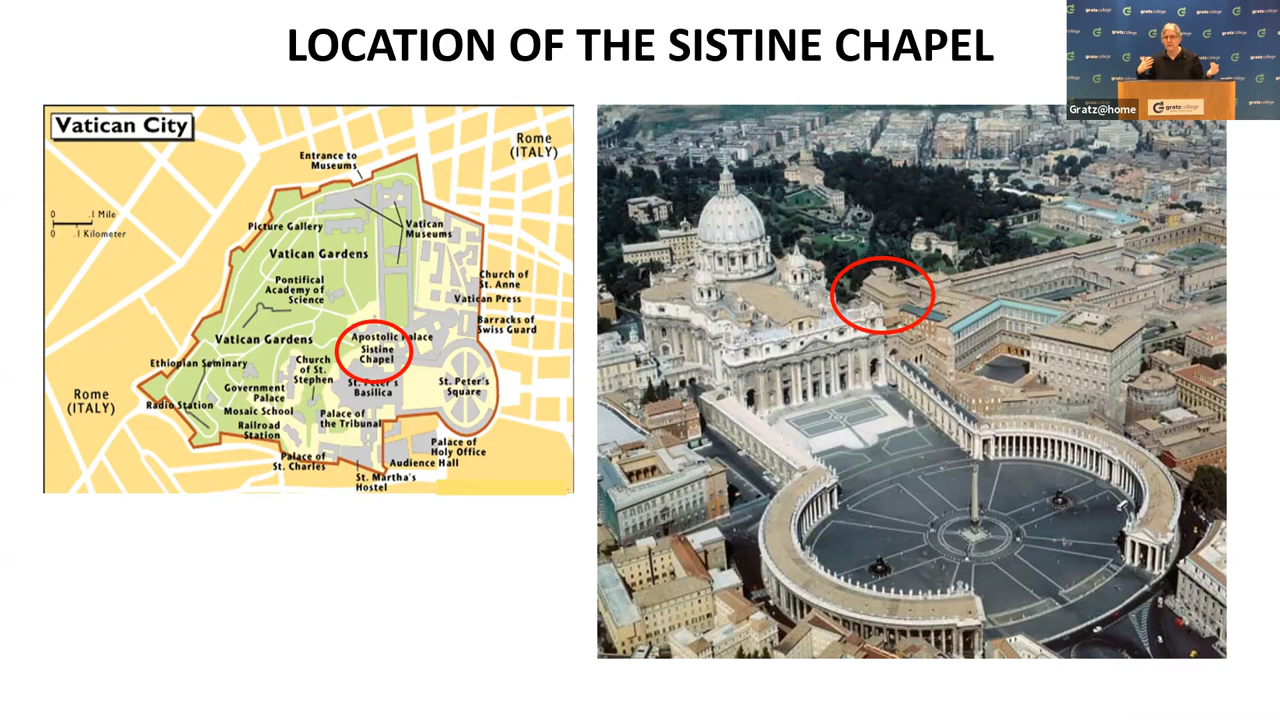 LOCATION OF THE SISTINE CHAPEL
gratzcollege
Gratz@home
gratzcollege
Vatican City
Rome
(ITALY)
Entrance to
Museums
0 .1 Mile
0 .1 Kilometer
Picture Gallery
Vatican
Museums
Vatican Gardens
Pontifical
Academy of
Science
Church of
St. Anne
Vatican Press
Barracks of
Swiss Guard
Vatican Gardens
Apostolic Palace
Sistine
Chapel
Ethiopian Seminary
Church
of St.
Stephen
St. Peter's
Basilica
St. Peter's
Square
Government
Palace
Rome
(ITALY)
Radio Station
Mosaic School
Palace of
the Tribunal
Railroad
Station
Palace of
Holy Office
Palace of
St. Charles
Audience Hall
St. Martha's
Hostel